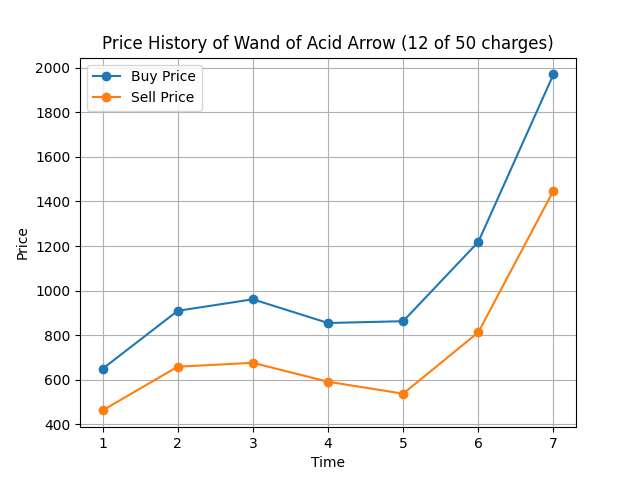 Price History of Wand of Acid Arrow (12 of 50 charges)
Buy Price
Sell Price
Price
2000
1800
1600
1400
1200
1000
800
600
400
1 2 3 4 5 6 7
Time